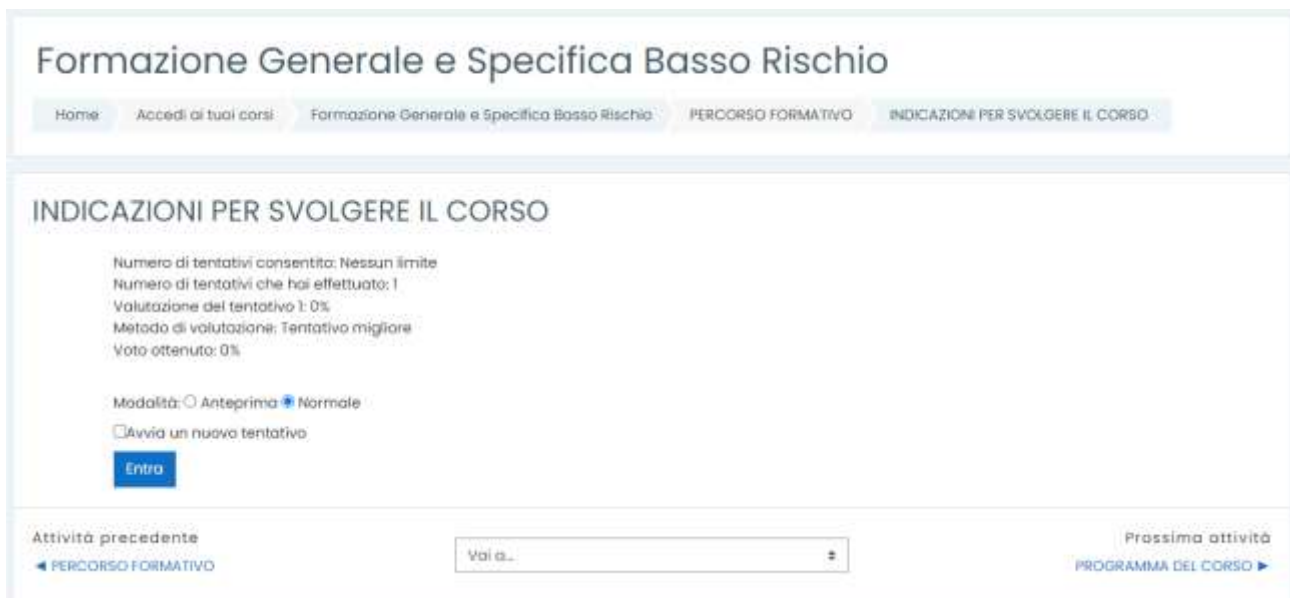 Formazione Generale e Specifica Basso Rischio
Home Accedi ai tuoi corsi Formazione Generale e Specifica Basso Rischio PERCORSO FORMATIVO INDICAZIONI PER SVOLGERE IL CORSO
INDICAZIONI PER SVOLGERE IL CORSO
Numero di tentativi consentito: Nessun limite
Numero di tentativi che hai effettuato: 1
Valutazione del tentativo 1: 0%
Metodo di valutazione: Tentativo migliore
Voto ottenuto: 0%
Modalità: Anteprima Normale
Avvia un nuovo tentativo
Entra
Attività precedente
◄ PERCORSO FORMATIVO
Vai a...
Prossima attività
PROGRAMMA DEL CORSO ►